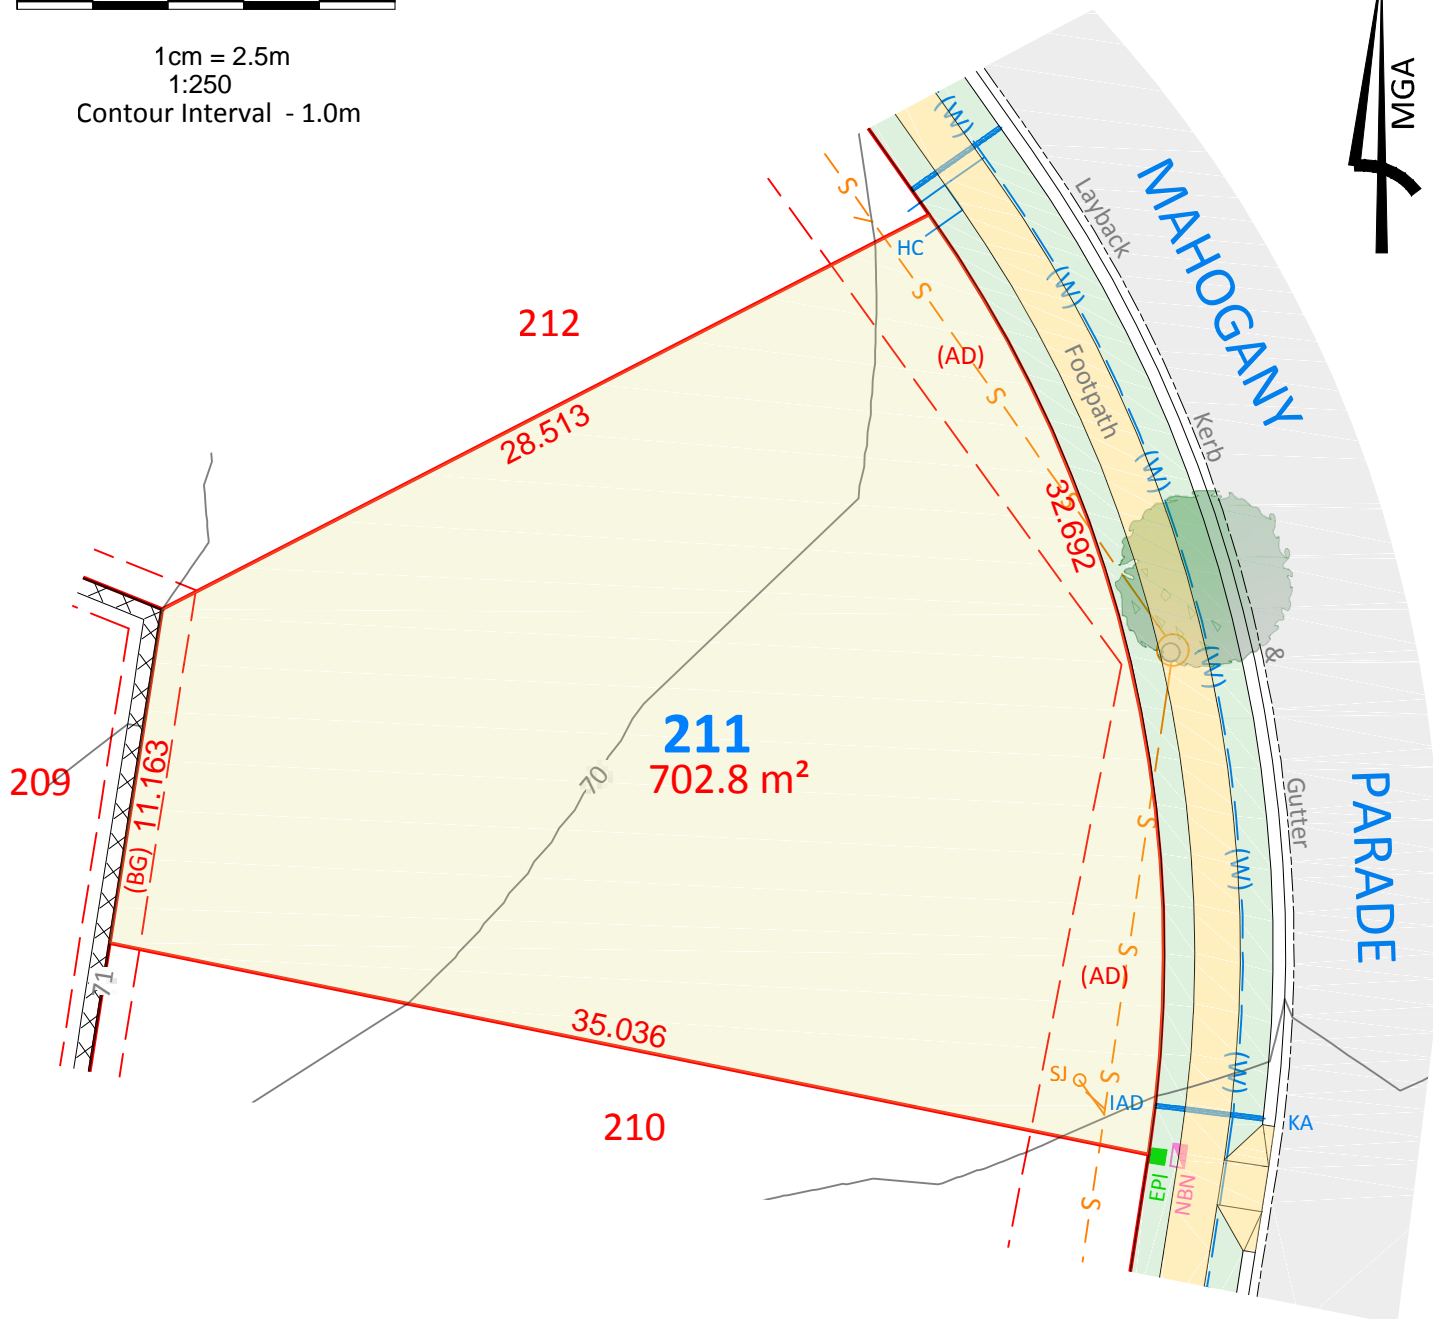 1cm = 2.5m
1:250
Contour Interval - 1.0m
MGA
(W)
MAHOGANY
Layback
S
HC
S
(W)
212
(AD)
S
Footpath
28.513
Kerb
(W)
S
32.692
&
(W)
211
702.8 m²
70
209
11.163
(BG)
PARADE
Gutter
S
(W)
S
(AD)
71
35.036
SJ
S
IAD
(W)
KA
210
EPI
NBN
S